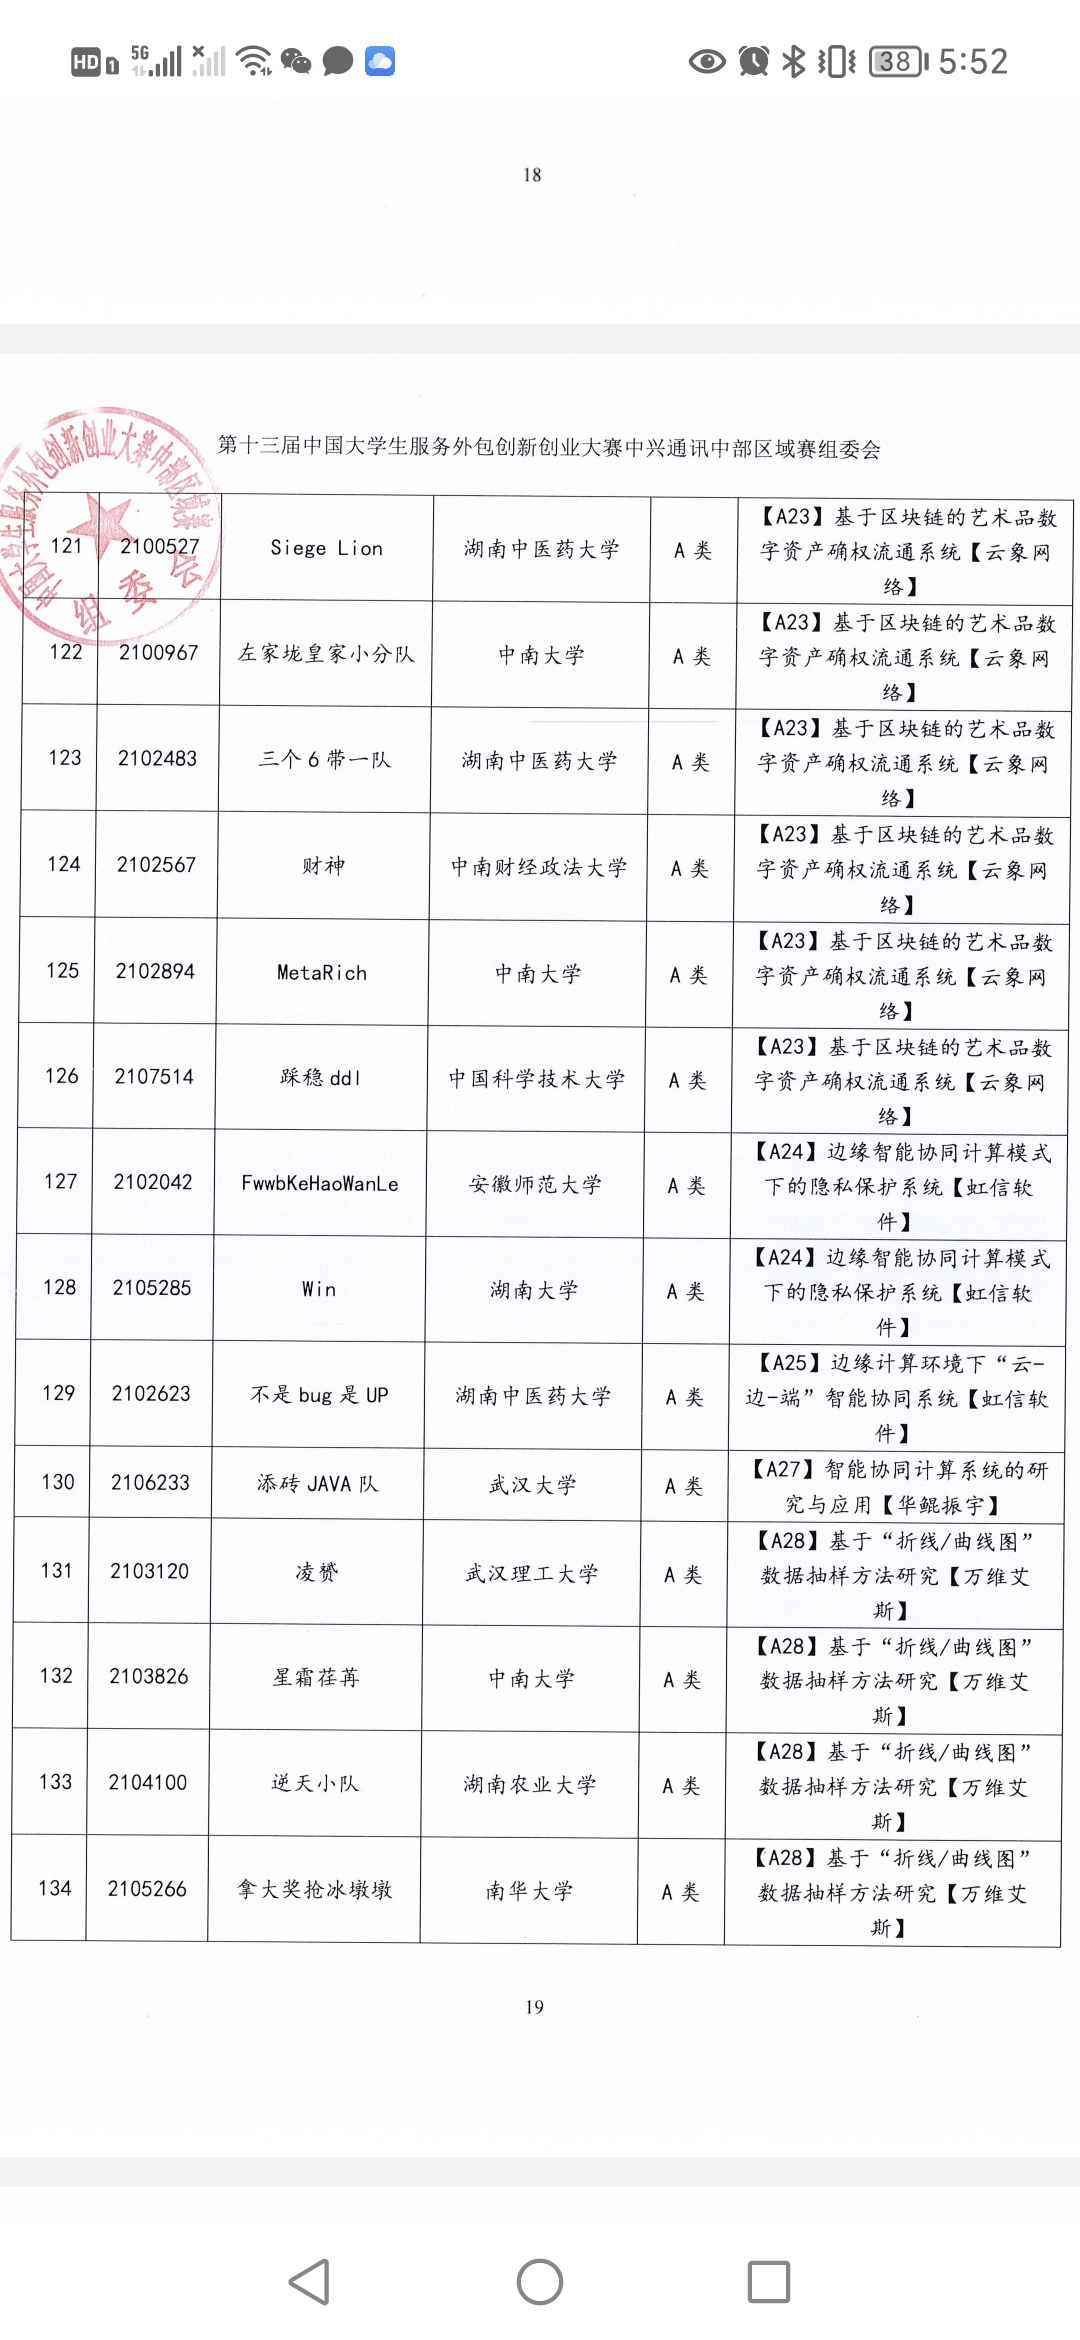 HD 1 5G 38 5:52
18
中国大学生服务外包创新创业大赛中部区域赛
组委会
第十三届中国大学生服务外包创新创业大赛中兴通讯中部区域赛组委会
121 2100527 Siege Lion 湖南中医药大学 A 类 【A23】基于区块链的艺术品数
字资产确权流通系统【云象网
络】
122 2100967 左家垅皇家小分队 中南大学 A 类 【A23】基于区块链的艺术品数
字资产确权流通系统【云象网
络】
123 2102483 三个 6 带一队 湖南中医药大学 A 类 【A23】基于区块链的艺术品数
字资产确权流通系统【云象网
络】
124 2102567 财神 中南财经政法大学 A 类 【A23】基于区块链的艺术品数
字资产确权流通系统【云象网
络】
125 2102894 MetaRich 中南大学 A 类 【A23】基于区块链的艺术品数
字资产确权流通系统【云象网
络】
126 2107514 踩稳 ddl 中国科学技术大学 A 类 【A23】基于区块链的艺术品数
字资产确权流通系统【云象网
络】
127 2102042 FwwbKeHaoWanLe 安徽师范大学 A 类 【A24】边缘智能协同计算模式
下的隐私保护系统【虹信软
件】
128 2105285 Win 湖南大学 A 类 【A24】边缘智能协同计算模式
下的隐私保护系统【虹信软
件】
129 2102623 不是 bug 是 UP 湖南中医药大学 A 类 【A25】边缘计算环境下“云-
边-端”智能协同系统【虹信软
件】
130 2106233 添砖 JAVA 队 武汉大学 A 类 【A27】智能协同计算系统的研
究与应用【华鲲振宇】
131 2103120 凌赟 武汉理工大学 A 类 【A28】基于“折线/曲线图”
数据抽样方法研究【万维艾
斯】
132 2103826 星霜荏苒 中南大学 A 类 【A28】基于“折线/曲线图”
数据抽样方法研究【万维艾
斯】
133 2104100 逆天小队 湖南农业大学 A 类 【A28】基于“折线/曲线图”
数据抽样方法研究【万维艾
斯】
134 2105266 拿大奖抢冰墩墩 南华大学 A 类 【A28】基于“折线/曲线图”
数据抽样方法研究【万维艾
斯】
19